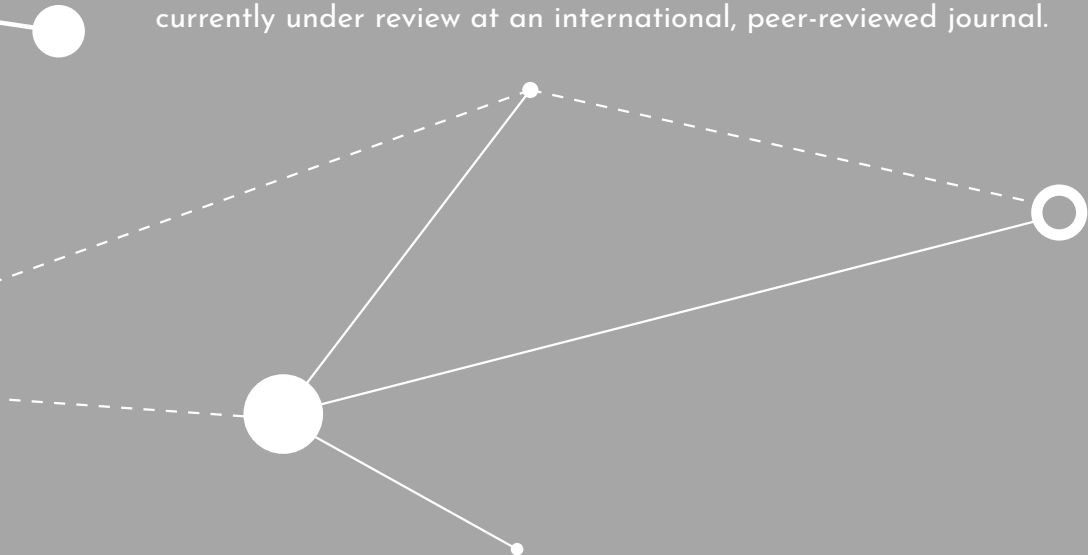 currently under review at an international, peer-reviewed journal.